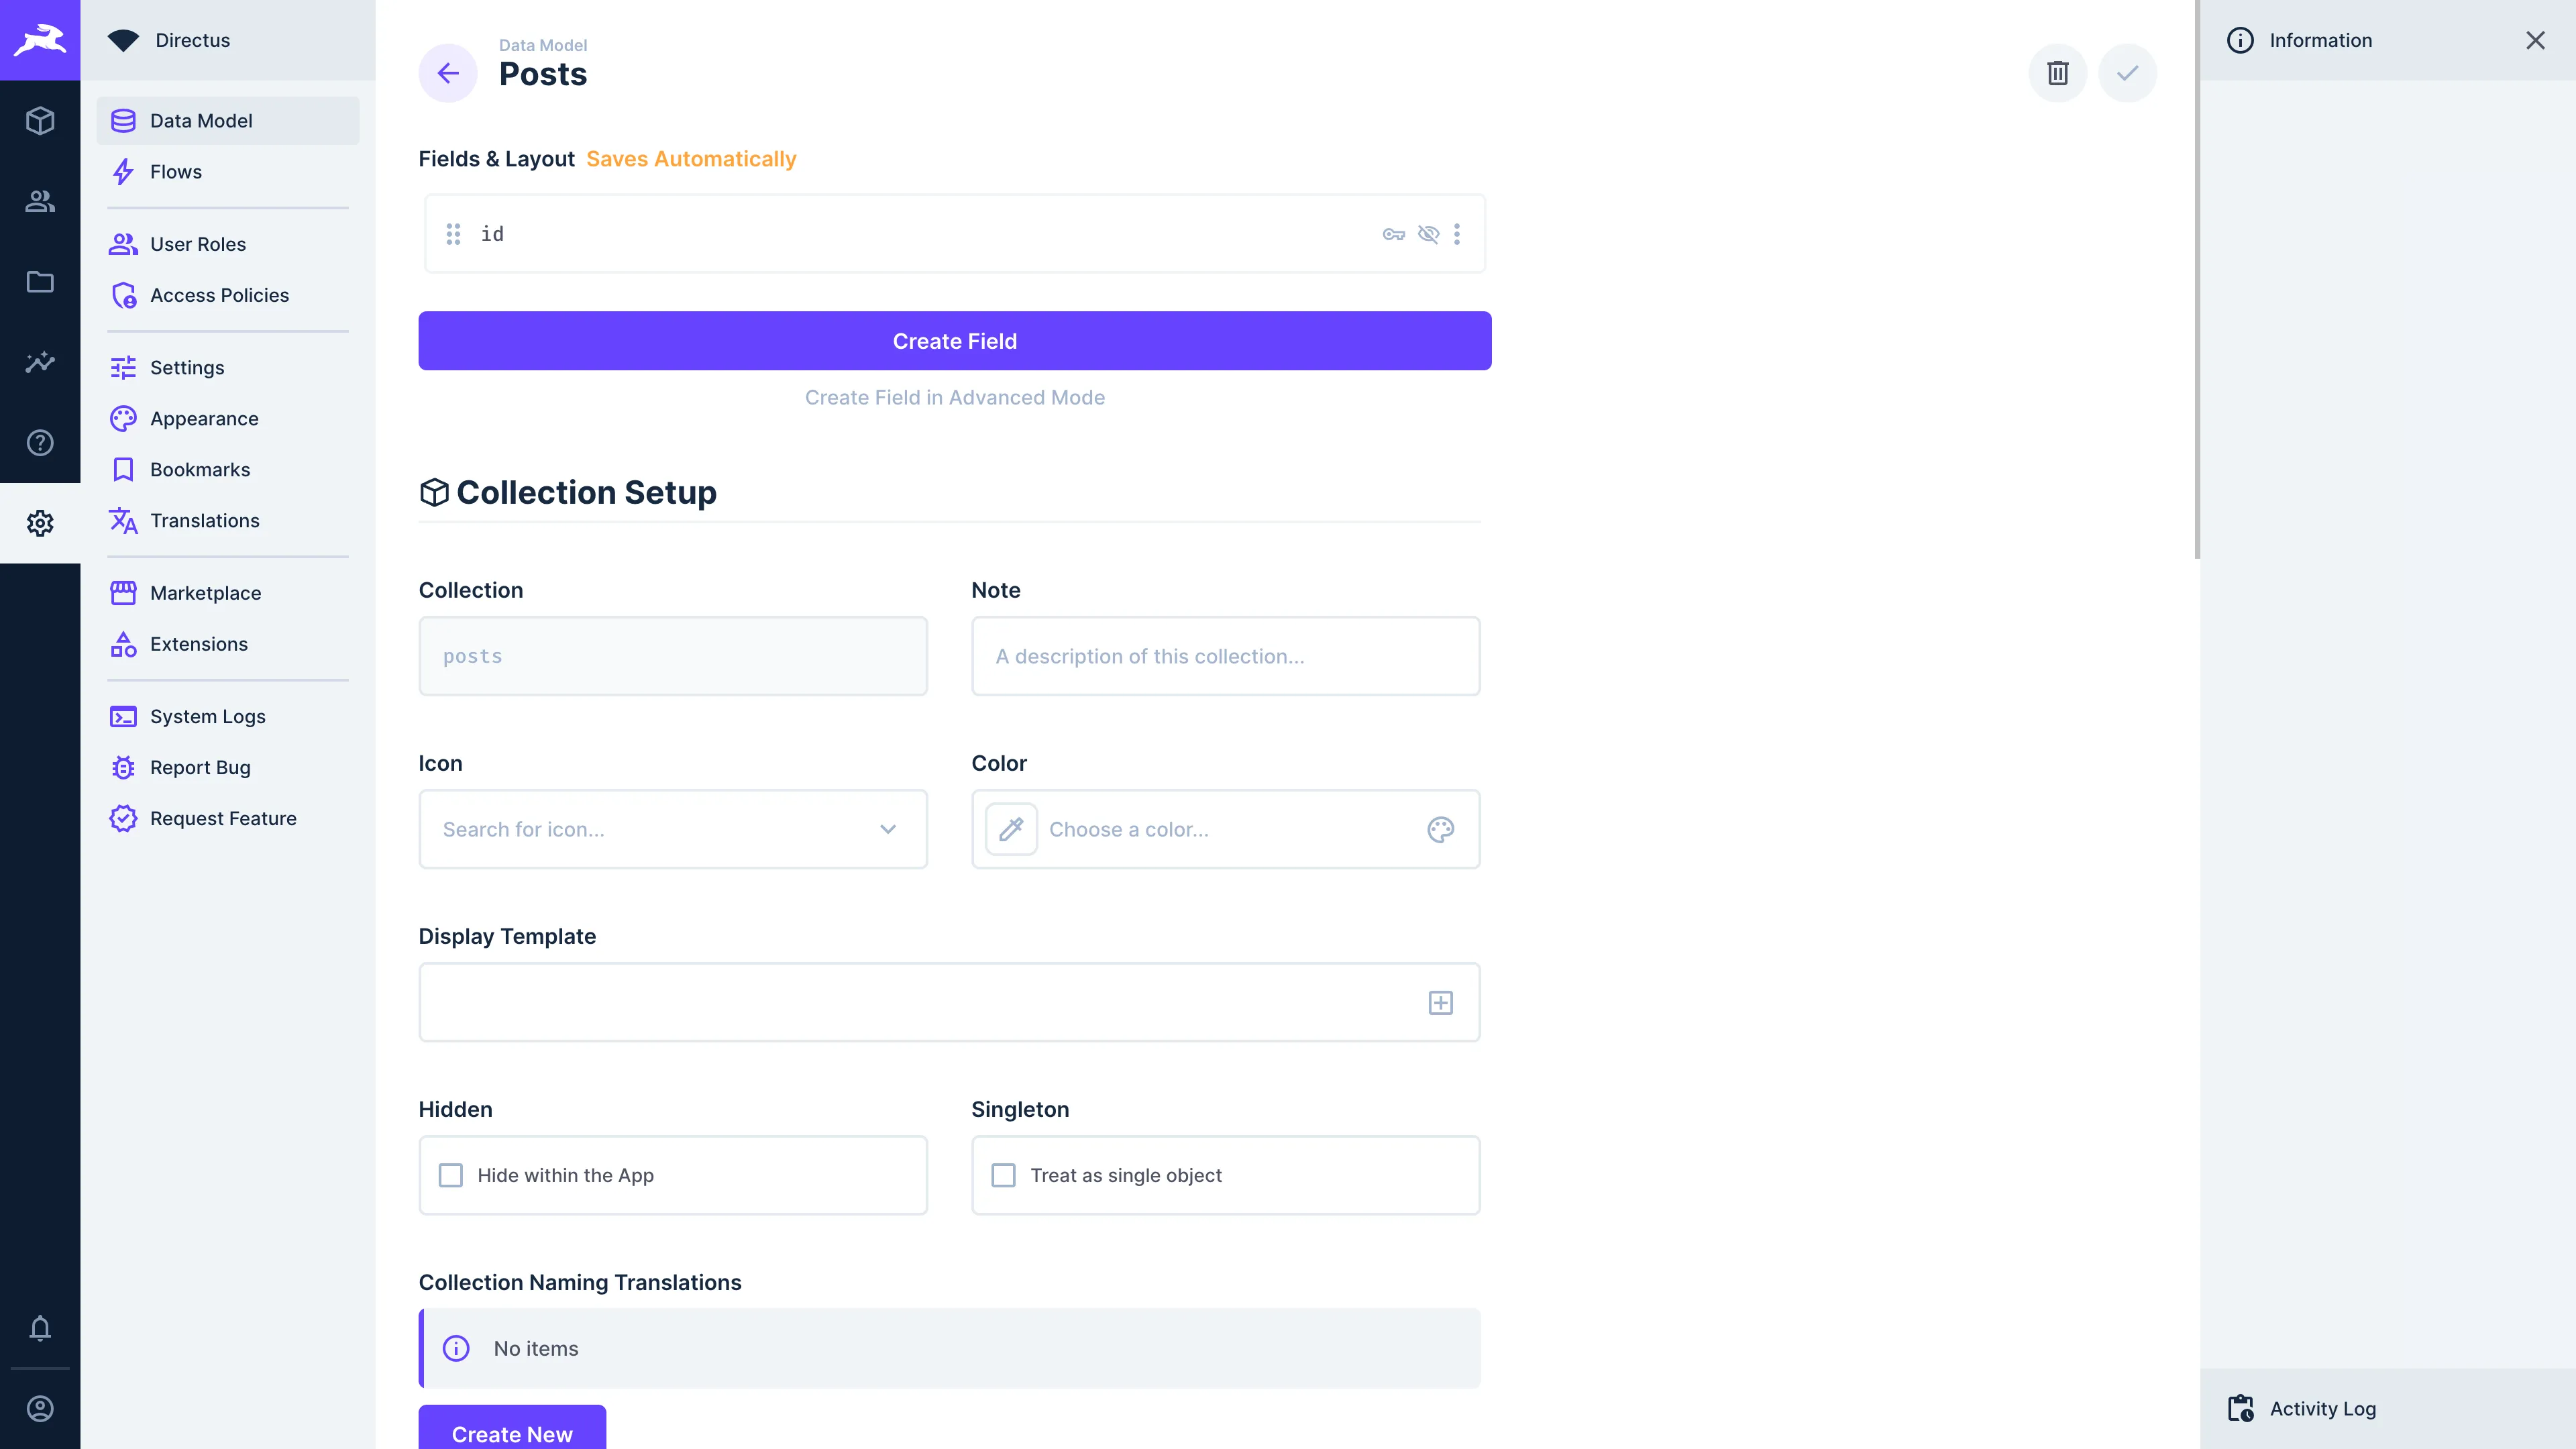 Directus
Data Model
Flows
User Roles
Access Policies
Settings
Appearance
Bookmarks
Translations
Marketplace
Extensions
System Logs
Report Bug
Request Feature
Data Model
Posts
Fields & Layout Saves Automatically
id
Create Field
Create Field in Advanced Mode
Collection Setup
Collection
posts
Note
A description of this collection...
Icon
Search for icon...
Color
Choose a color...
Display Template
Hidden
Hide within the App
Singleton
Treat as single object
Collection Naming Translations
No items
Create New
Information
Activity Log